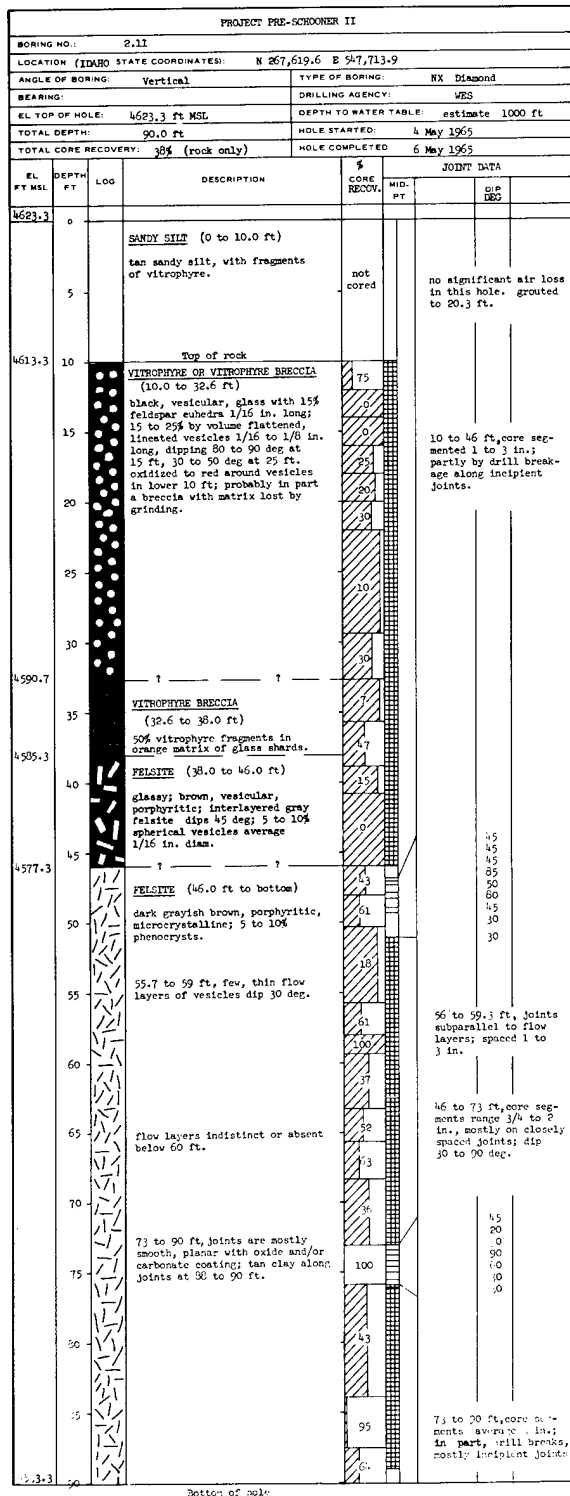 PROJECT PRE-SCHOONER II
BORING NO.: 2.11
LOCATION (IDAHO STATE COORDINATES): N 267,619.6 E 547,713.9
ANGLE OF BORING: Vertical
TYPE OF BORING: NX Diamond
BEARING:
DRILLING AGENCY: WES
EL TOP OF HOLE: 4623.3 ft MSL
DEPTH TO WATER TABLE: estimate 1000 ft
TOTAL DEPTH: 90.0 ft
HOLE STARTED: 4 May 1965
TOTAL CORE RECOVERY: 38% (rock only)
HOLE COMPLETED 6 May 1965
EL FT MSL
DEPTH FT
LOG
DESCRIPTION
% CORE RECOV.
JOINT DATA
MID-PT
DIP DEG
4623.3
0
SANDY SILT (0 to 10.0 ft)
tan sandy silt, with fragments
of vitrophyre.
not
cored
no significant air loss
in this hole. grouted
to 20.3 ft.
5
4613.3
10
Top of rock
VITROPHYRE OR VITROPHYRE BRECCIA
(10.0 to 32.6 ft)
black, vesicular, glass with 15%
feldspar euhedra 1/16 in. long;
15 to 25% by volume flattened,
lineated vesicles 1/16 to 1/8 in.
long, dipping 80 to 90 deg at
15 ft, 30 to 50 deg at 25 ft.
oxidized to red around vesicles
in lower 10 ft; probably in part
a breccia with matrix lost by
grinding.
75
0
0
25
20
30
10
30
10 to 46 ft,core seg-
mented 1 to 3 in.;
partly by drill break-
age along incipient
joints.
15
20
25
30
4590.7
? ?
7
VITROPHYRE BRECCIA
(32.6 to 38.0 ft)
50% vitrophyre fragments in
orange matrix of glass shards.
35
47
4585.3
FELSITE (38.0 to 46.0 ft)
glassy; brown, vesicular,
porphyritic; interlayered gray
felsite dips 45 deg; 5 to 10%
spherical vesicles average
1/16 in. diam.
15
0
40
45
4577.3
? ?
45
45
45
85
50
80
45
30
30
FELSITE (46.0 ft to bottom)
dark grayish brown, porphyritic,
microcrystalline; 5 to 10%
phenocrysts.
43
61
18
50
55.7 to 59 ft, few, thin flow
layers of vesicles dip 30 deg.
55
61
100
37
56 to 59.3 ft, joints
subparallel to flow
layers; spaced 1 to
3 in.
60
46 to 73 ft,core seg-
ments range 3/4 to 2
in., mostly on closely
spaced joints; dip
30 to 90 deg.
flow layers indistinct or absent
below 60 ft.
65
52
36
70
45
20
0
90
73 to 90 ft, joints are mostly
smooth, planar with oxide and/or
carbonate coating; tan clay along
joints at 88 to 90 ft.
75
100
43
80
95
73 to 90 ft,core
in part, drill breaks,
mostly incipient joints
Bottom of hole